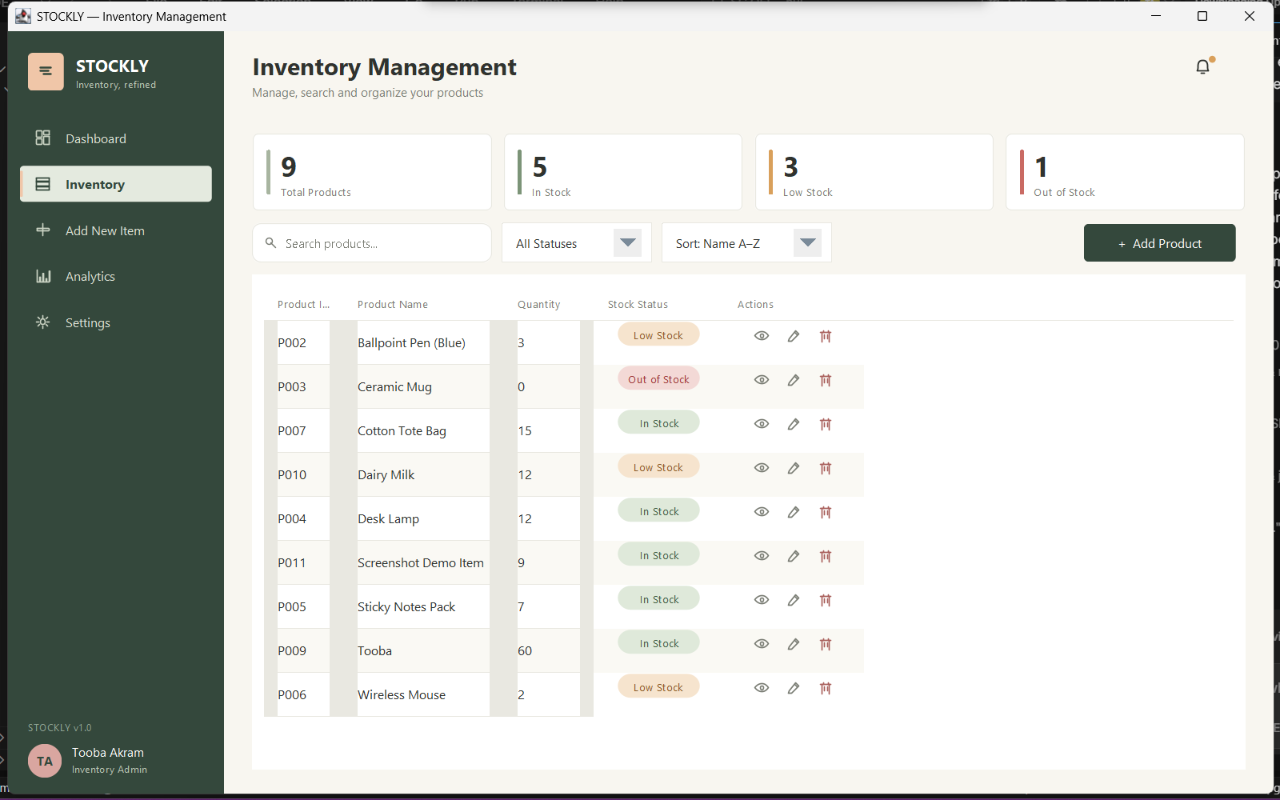 STOCKLY — Inventory Management
STOCKLY
Inventory, refined
Dashboard
Inventory
Add New Item
Analytics
Settings
STOCKLY v1.0
TA
Tooba Akram
Inventory Admin
Inventory Management
Manage, search and organize your products
9
Total Products
5
In Stock
3
Low Stock
1
Out of Stock
Search products...
All Statuses
Sort: Name A–Z
+ Add Product
Product I... Product Name Quantity Stock Status Actions
P002 Ballpoint Pen (Blue) 3 Low Stock
P003 Ceramic Mug 0 Out of Stock
P007 Cotton Tote Bag 15 In Stock
P010 Dairy Milk 12 Low Stock
P004 Desk Lamp 12 In Stock
P011 Screenshot Demo Item 9 In Stock
P005 Sticky Notes Pack 7 In Stock
P009 Tooba 60 In Stock
P006 Wireless Mouse 2 Low Stock